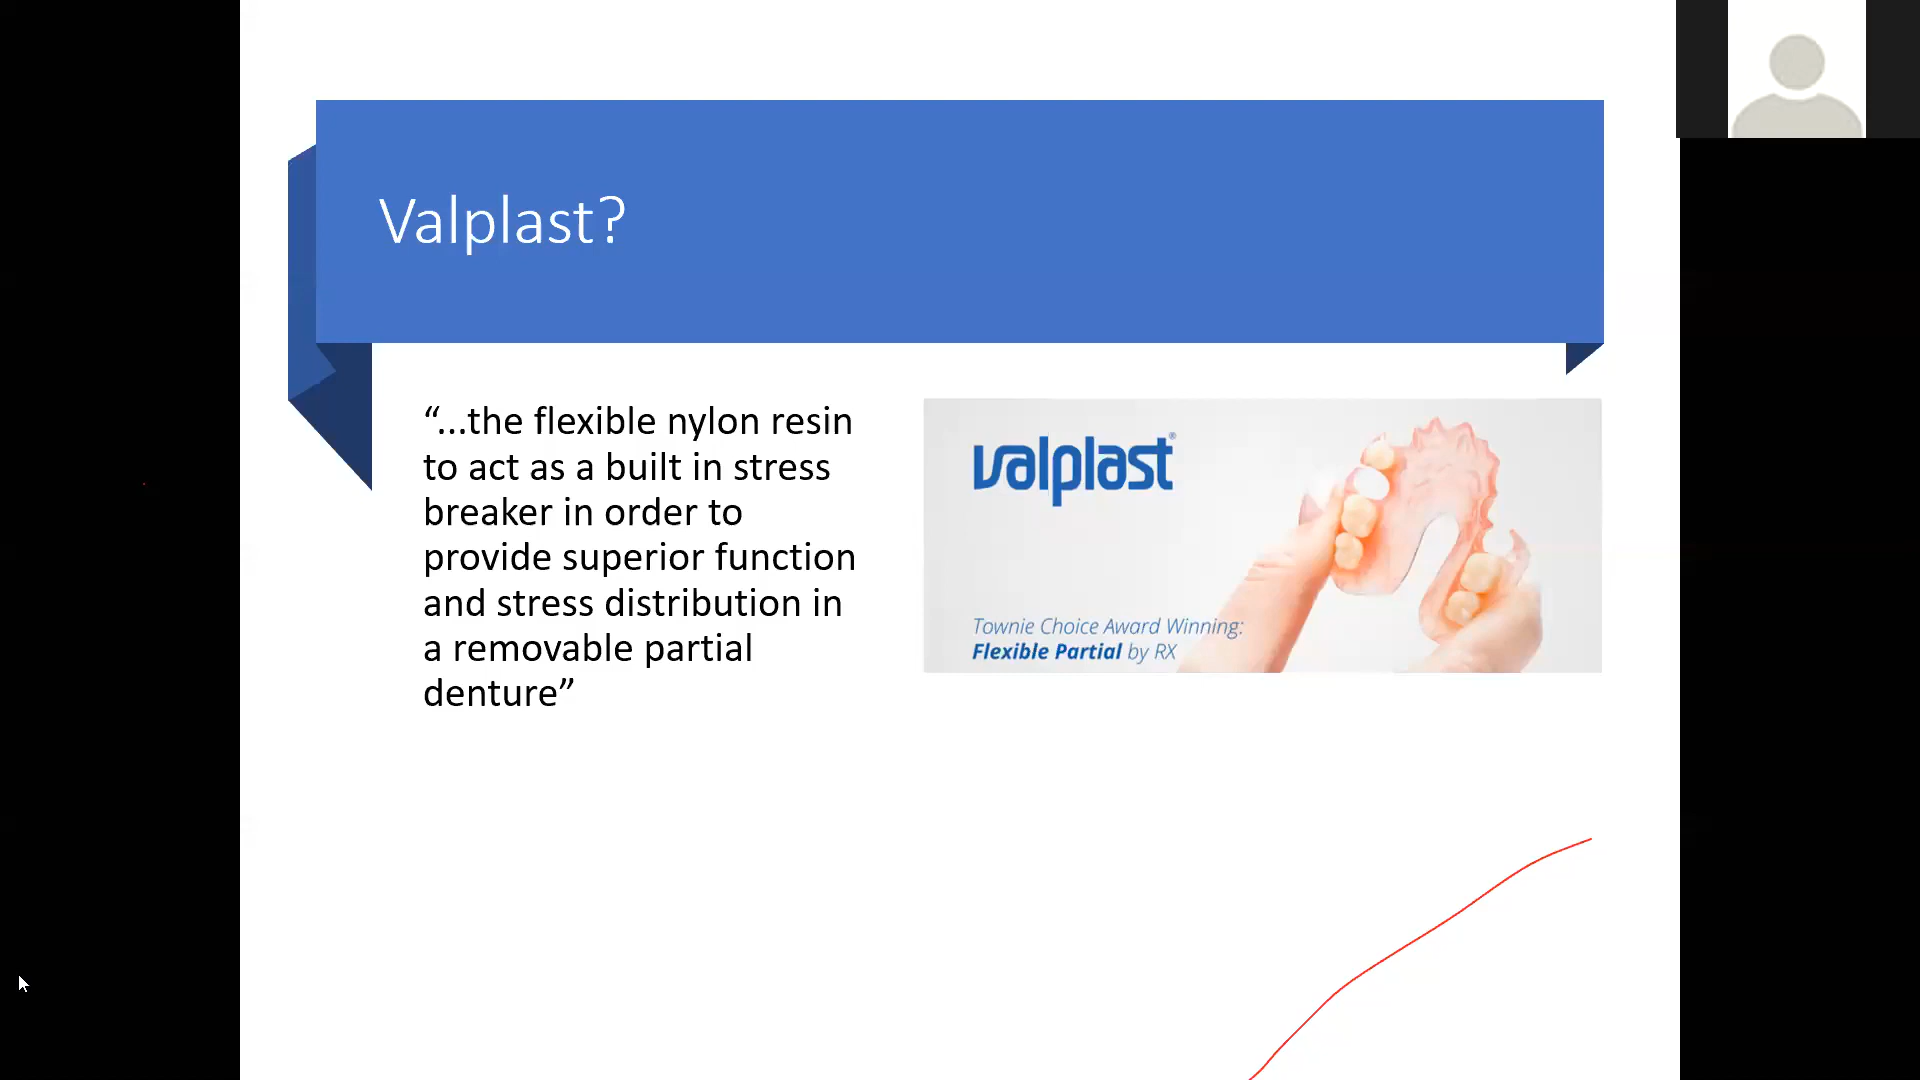 Valplast?
“...the flexible nylon resin
to act as a built in stress
breaker in order to
provide superior function
and stress distribution in
a removable partial
denture”
valplast®
Townie Choice Award Winning:
Flexible Partial by RX